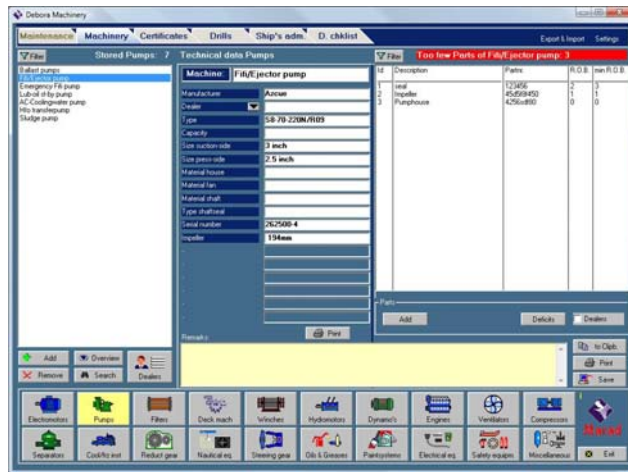 Debora Machinery
Maintenance Machinery Certificates Drills Ship's adm. D. chklist
Export & Import Settings
Filter Stored Pumps: 7 Technical data Pumps Filter Too few Parts of Fifi/Ejector pump: 3
Ballast pumps
Fifi/Ejector pump
Emergency Fifi pump
Lub-oil st-by pump
AC-Coolingwater pump
Hfo transferpump
Sludge pump
Machine: Fifi/Ejector pump
Manufacturer Azcue
Dealer
Type S8-70-220N/R09
Capacity
Size suction-side 3 inch
Size press-side 2.5 inch
Material house
Material fan
Material shaft
Type shaftseal
Serial number 262500-4
Impeller 194mm
Id Description Partnr. R.O.B. min R.O.B.
1 seal 123456 2 3
2 Impeller 1 1
3 Pumphouse 0 0
Parts
Add Deficits Dealers
Remarks Print
Add Overview
Remove Search Dealers
to Clipb.
Print
Save
Electromotors Pumps Filters Deck mach Winches Hydromotors Dynamo's Engines Ventilators Compressors
Separators Cool/frz inst Reduct gear Nautical eq. Steering gear Oils & Greases Paintsystems Electrical eq. Safety equipm. Miscellaneous Exit